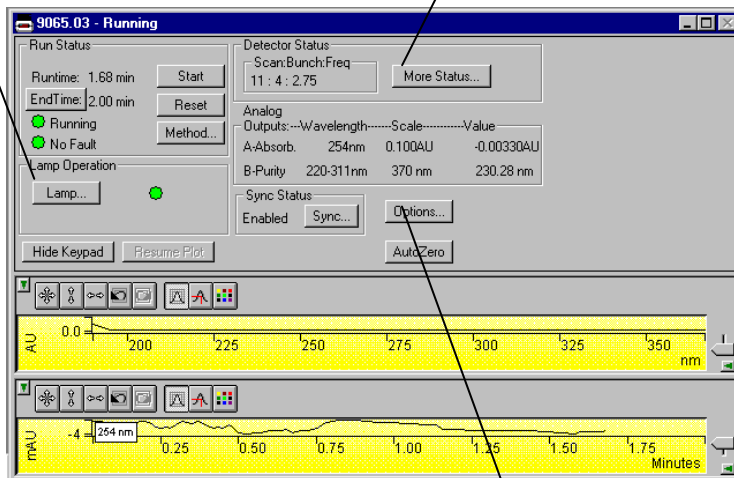 9065.03 - Running
Run Status
Runtime: 1.68 min Start
EndTime: 2.00 min Reset
Running
No Fault Method...
Lamp Operation
Lamp...
Hide Keypad Resume Plot
Detector Status
Scan:Bunch:Freq
11 : 4 : 2.75 More Status...
Analog
Outputs:---Wavelength------Scale----------Value
A-Absorb. 254nm 0.100AU -0.00330AU
B-Purity 220-311nm 370 nm 230.28 nm
Sync Status
Enabled Sync... Options...
AutoZero
AU
0.0
200 225 250 275 300 325 350
nm
mAU
-4 254 nm
0.25 0.50 0.75 1.00 1.25 1.50 1.75
Minutes